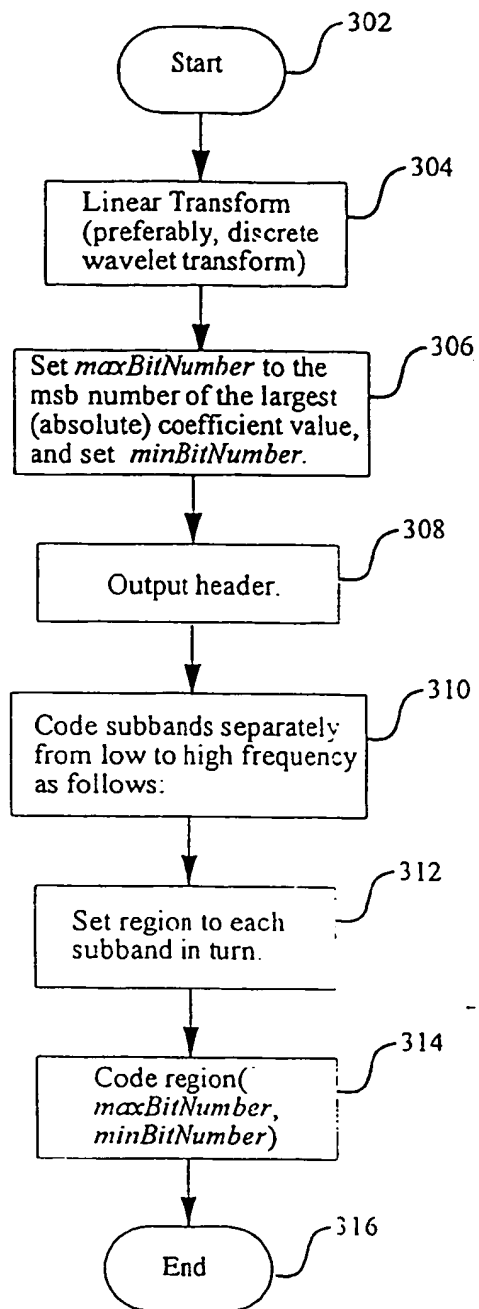 302
Start
304
Linear Transform
(preferably, discrete
wavelet transform)
306
Set maxBitNumber to the
msb number of the largest
(absolute) coefficient value,
and set minBitNumber.
308
Output header.
310
Code subbands separately
from low to high frequency
as follows:
312
Set region to each
subband in turn.
314
Code region(
maxBitNumber,
minBitNumber)
316
End